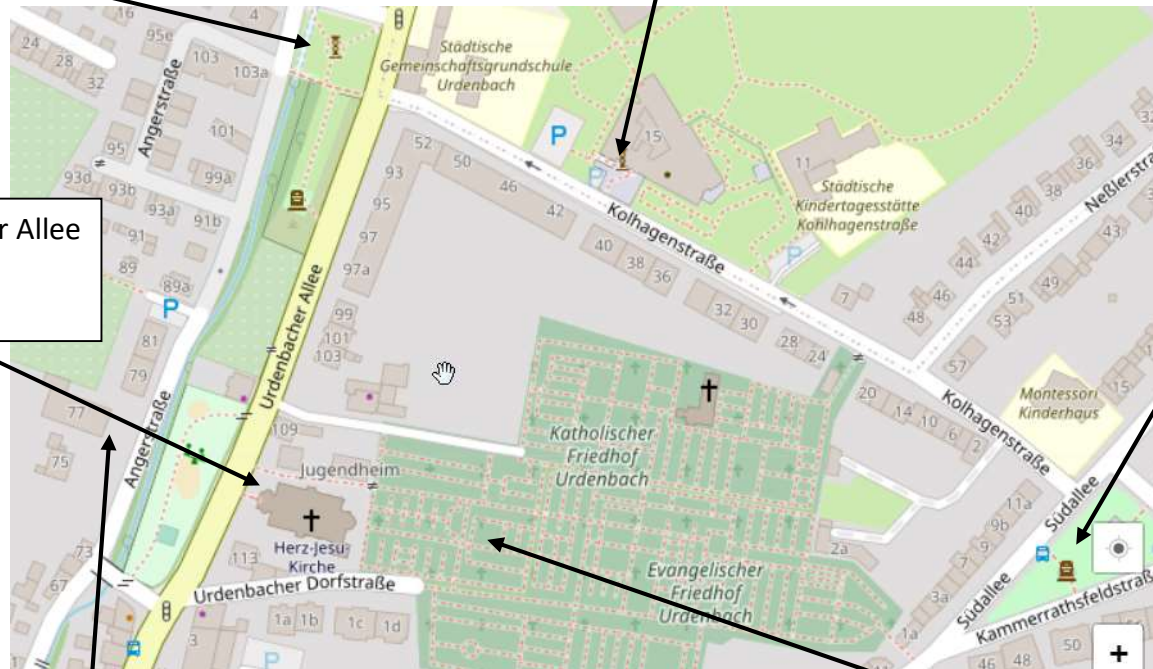 4
95e
24
28
32
103
103a
Angerstraße
101
95
93d
93b
99a
93a
91b
91
89
89a
P
81
79
77
75
Angerstraße
73
67
r Allee
Städtische
Gemeinschaftsgrundschule
Urdenbach
P
52
50
46
42
40
38
36
32
30
28
24
93
95
97
97a
99
101
103
Urdenbacher Allee
15
P
11
Städtische
Kindertagesstätte
Kohlhagenstraße
P
Kolhagenstraße
7
34
36
38
40
42
44
46
48
43
49
51
53
57
Neßlerstra
Montessori
Kinderhaus
15
20
14
10
6
2
Kolhagenstraße
109
Jugendheim
Herz-Jesu-
Kirche
113
Urdenbacher Dorfstraße
3
1a
1b
1c
1d
P
Katholischer
Friedhof
Urdenbach
Evangelischer
Friedhof
Urdenbach
2a
11a
9b
9
7
3a
1a
Südallee
Südallee
Kammerrathsfeldstraß
46
48
50
+